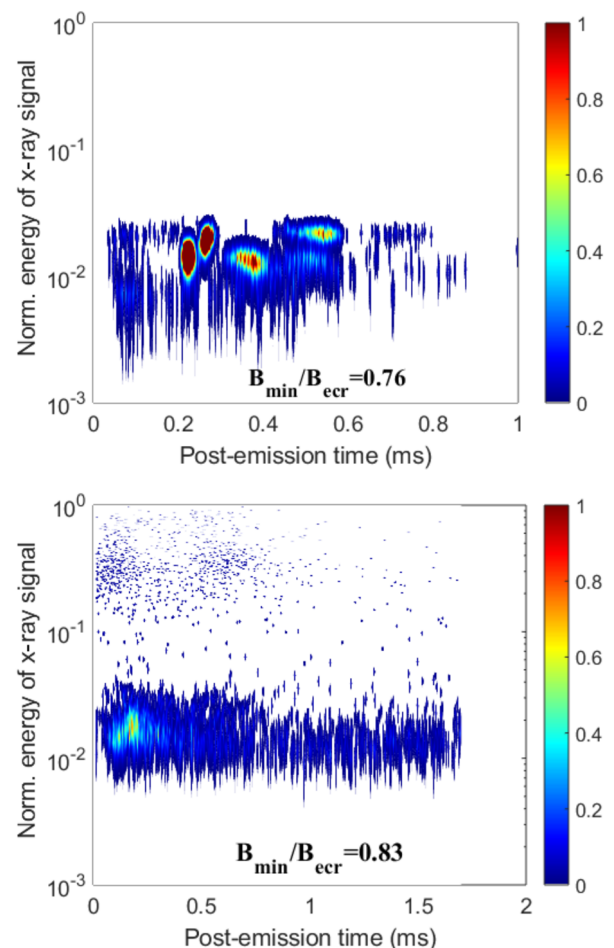 10^0
10^-1
10^-2
10^-3
Norm. energy of x-ray signal
B_min/B_ecr=0.76
0 0.2 0.4 0.6 0.8 1
Post-emission time (ms)
1
0.8
0.6
0.4
0.2
0
10^0
10^-1
10^-2
10^-3
Norm. energy of x-ray signal
B_min/B_ecr=0.83
0 0.5 1 1.5 2
Post-emission time (ms)
1
0.8
0.6
0.4
0.2
0